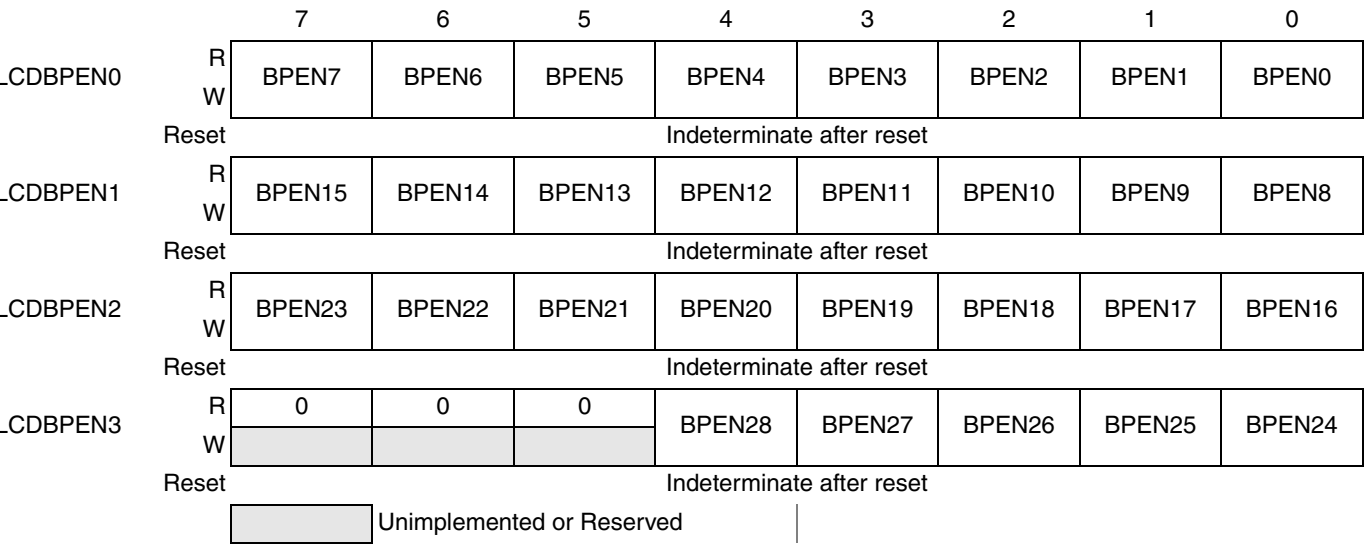 7 6 5 4 3 2 1 0
LCDBPEN0 R W BPEN7 BPEN6 BPEN5 BPEN4 BPEN3 BPEN2 BPEN1 BPEN0
Reset Indeterminate after reset
LCDBPEN1 R W BPEN15 BPEN14 BPEN13 BPEN12 BPEN11 BPEN10 BPEN9 BPEN8
Reset Indeterminate after reset
LCDBPEN2 R W BPEN23 BPEN22 BPEN21 BPEN20 BPEN19 BPEN18 BPEN17 BPEN16
Reset Indeterminate after reset
LCDBPEN3 R W 0 0 0 BPEN28 BPEN27 BPEN26 BPEN25 BPEN24
Reset Indeterminate after reset
Unimplemented or Reserved